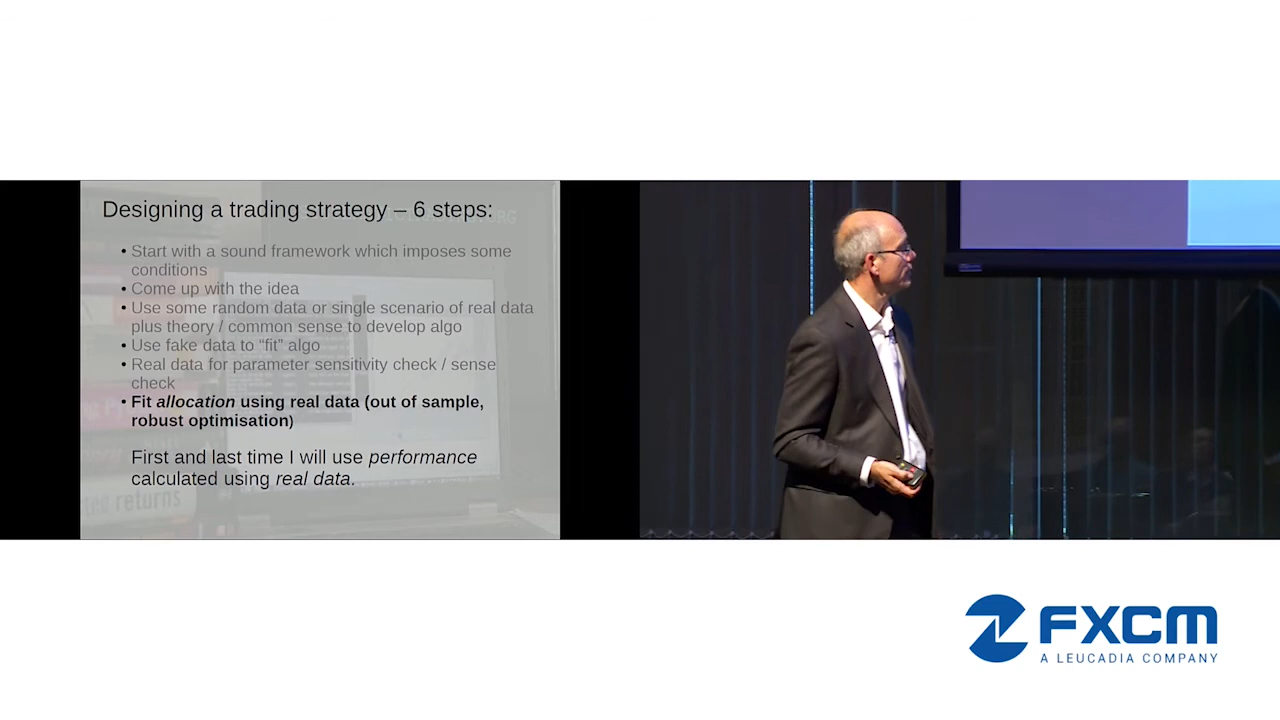 Designing a trading strategy – 6 steps:
• Start with a sound framework which imposes some
conditions
• Come up with the idea
• Use some random data or single scenario of real data
plus theory / common sense to develop algo
• Use fake data to “fit” algo
• Real data for parameter sensitivity check / sense
check
• Fit allocation using real data (out of sample,
robust optimisation)
First and last time I will use performance
calculated using real data.
returns
FXCM
A LEUCADIA COMPANY